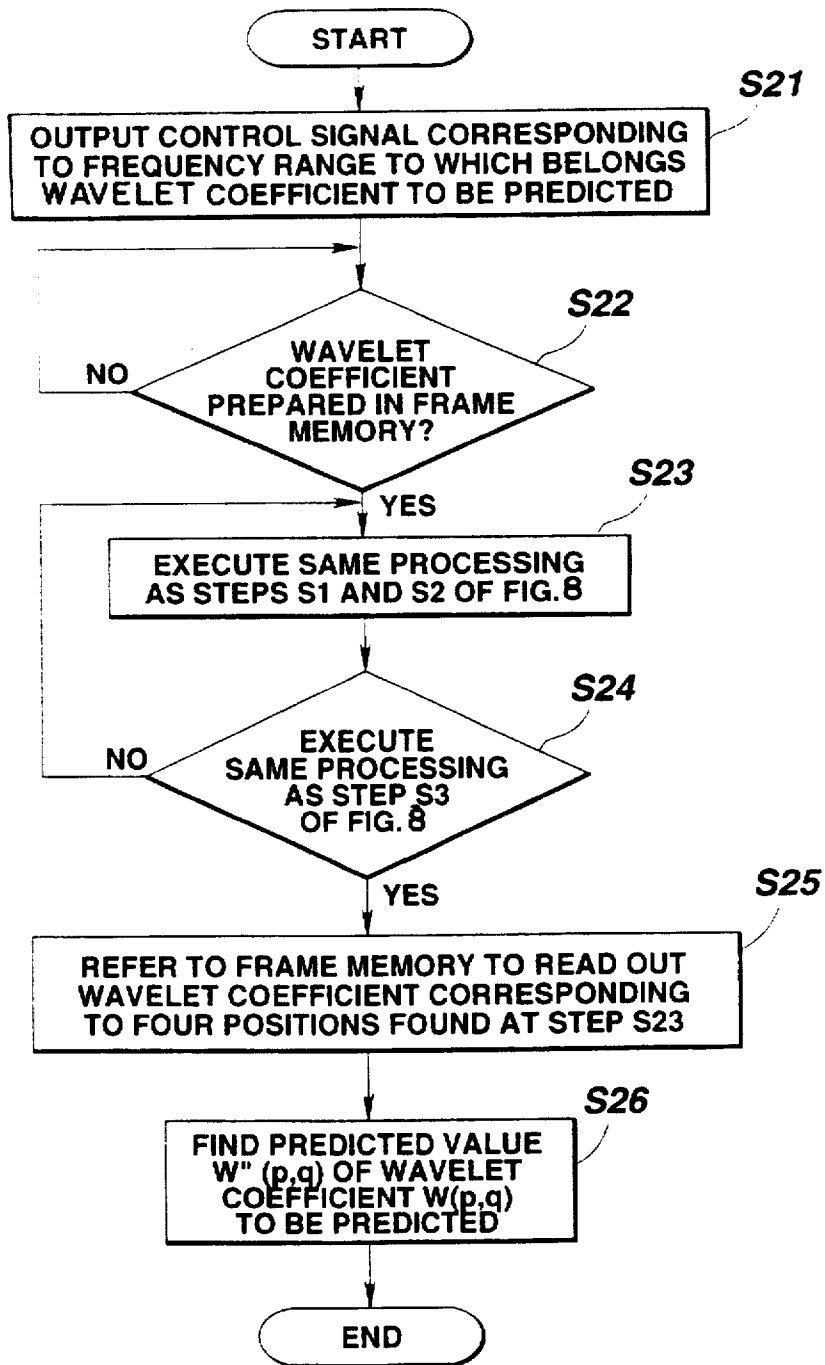 START
S21
OUTPUT CONTROL SIGNAL CORRESPONDING
TO FREQUENCY RANGE TO WHICH BELONGS
WAVELET COEFFICIENT TO BE PREDICTED
S22
WAVELET
COEFFICIENT
PREPARED IN FRAME
MEMORY?
NO
YES
S23
EXECUTE SAME PROCESSING
AS STEPS S1 AND S2 OF FIG.8
S24
EXECUTE
SAME PROCESSING
AS STEP S3
OF FIG.8
NO
YES
S25
REFER TO FRAME MEMORY TO READ OUT
WAVELET COEFFICIENT CORRESPONDING
TO FOUR POSITIONS FOUND AT STEP S23
S26
FIND PREDICTED VALUE
W" (p,q) OF WAVELET
COEFFICIENT W(p,q)
TO BE PREDICTED
END